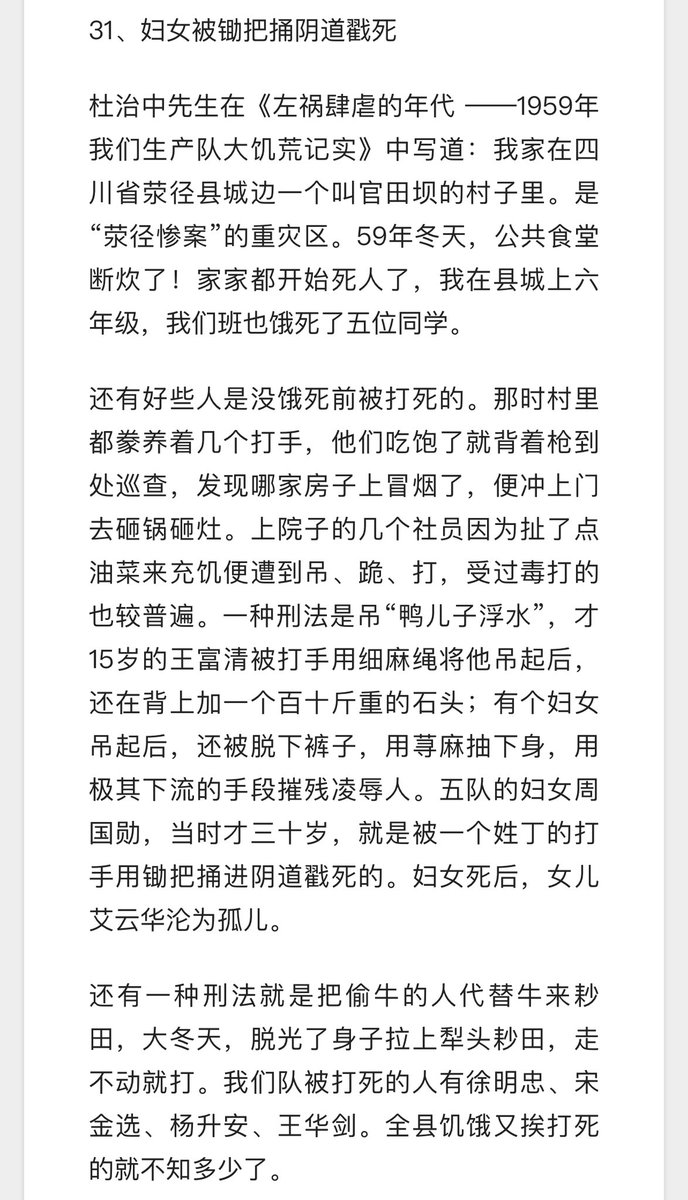 31、妇女被锄把捅阴道戳死
杜治中先生在《左祸肆虐的年代 ——1959年
我们生产队大饥荒记实》中写道：我家在四
川省荥径县城边一个叫官田坝的村子里。是
“荥径惨案”的重灾区。59年冬天，公共食堂
断炊了！家家都开始死人了，我在县城上六
年级，我们班也饿死了五位同学。
还有好些人是没饿死前被打死的。那时村里
都豢养着几个打手，他们吃饱了就背着枪到
处巡查，发现哪家房子上冒烟了，便冲上门
去砸锅砸灶。上院子的几个社员因为扯了点
油菜来充饥便遭到吊、跪、打，受过毒打的
也较普遍。一种刑法是吊“鸭儿子浮水”，才
15岁的王富清被打手用细麻绳将他吊起后，
还在背上加一个百十斤重的石头；有个妇女
吊起后，还被脱下裤子，用荨麻抽下身，用
极其下流的手段摧残凌辱人。五队的妇女周
国勋，当时才三十岁，就是被一个姓丁的打
手用锄把捅进阴道戳死的。妇女死后，女儿
艾云华沦为孤儿。
还有一种刑法就是把偷牛的人代替牛来耖
田，大冬天，脱光了身子拉上犁头耖田，走
不动就打。我们队被打死的人有徐明忠、宋
金选、杨升安、王华剑。全县饥饿又挨打死
的就不知多少了。